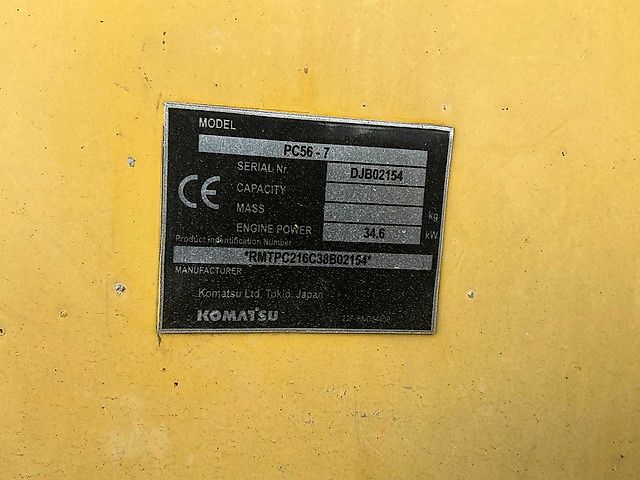 MODEL
PC56 - 7
SERIAL Nr. DJB02154
CAPACITY
MASS kg
ENGINE POWER 34.6 kW
Product Indentification Number
*RMTPC216C38B02154*
MANUFACTURER
Komatsu Ltd. Tokio, Japan
KOMATSU
CE